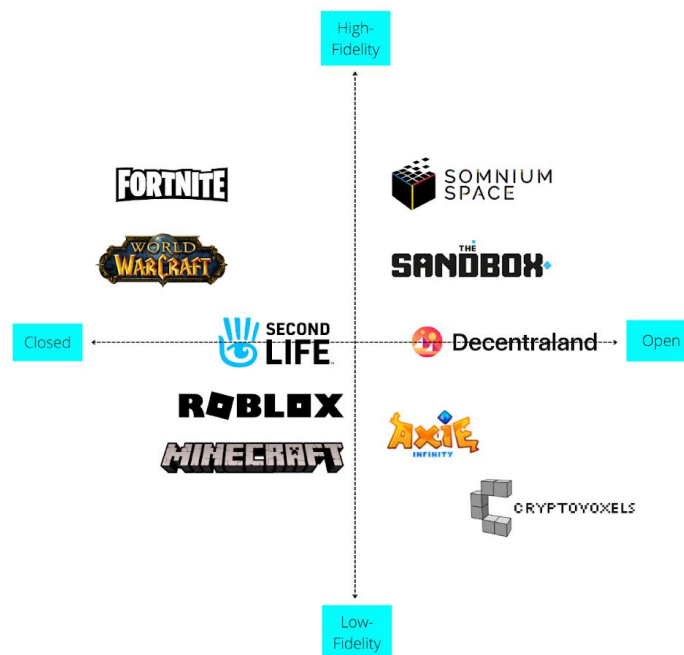 High-
Fidelity
FORTNITE
SOMNIUM
SPACE
WORLD
WARCRAFT
THE
SANDBOX
Closed
SECOND
LIFE
Decentraland
Open
ROBLOX
AXIE
INFINITY
MINECRAFT
CRYPTOVOXELS
Low-
Fidelity